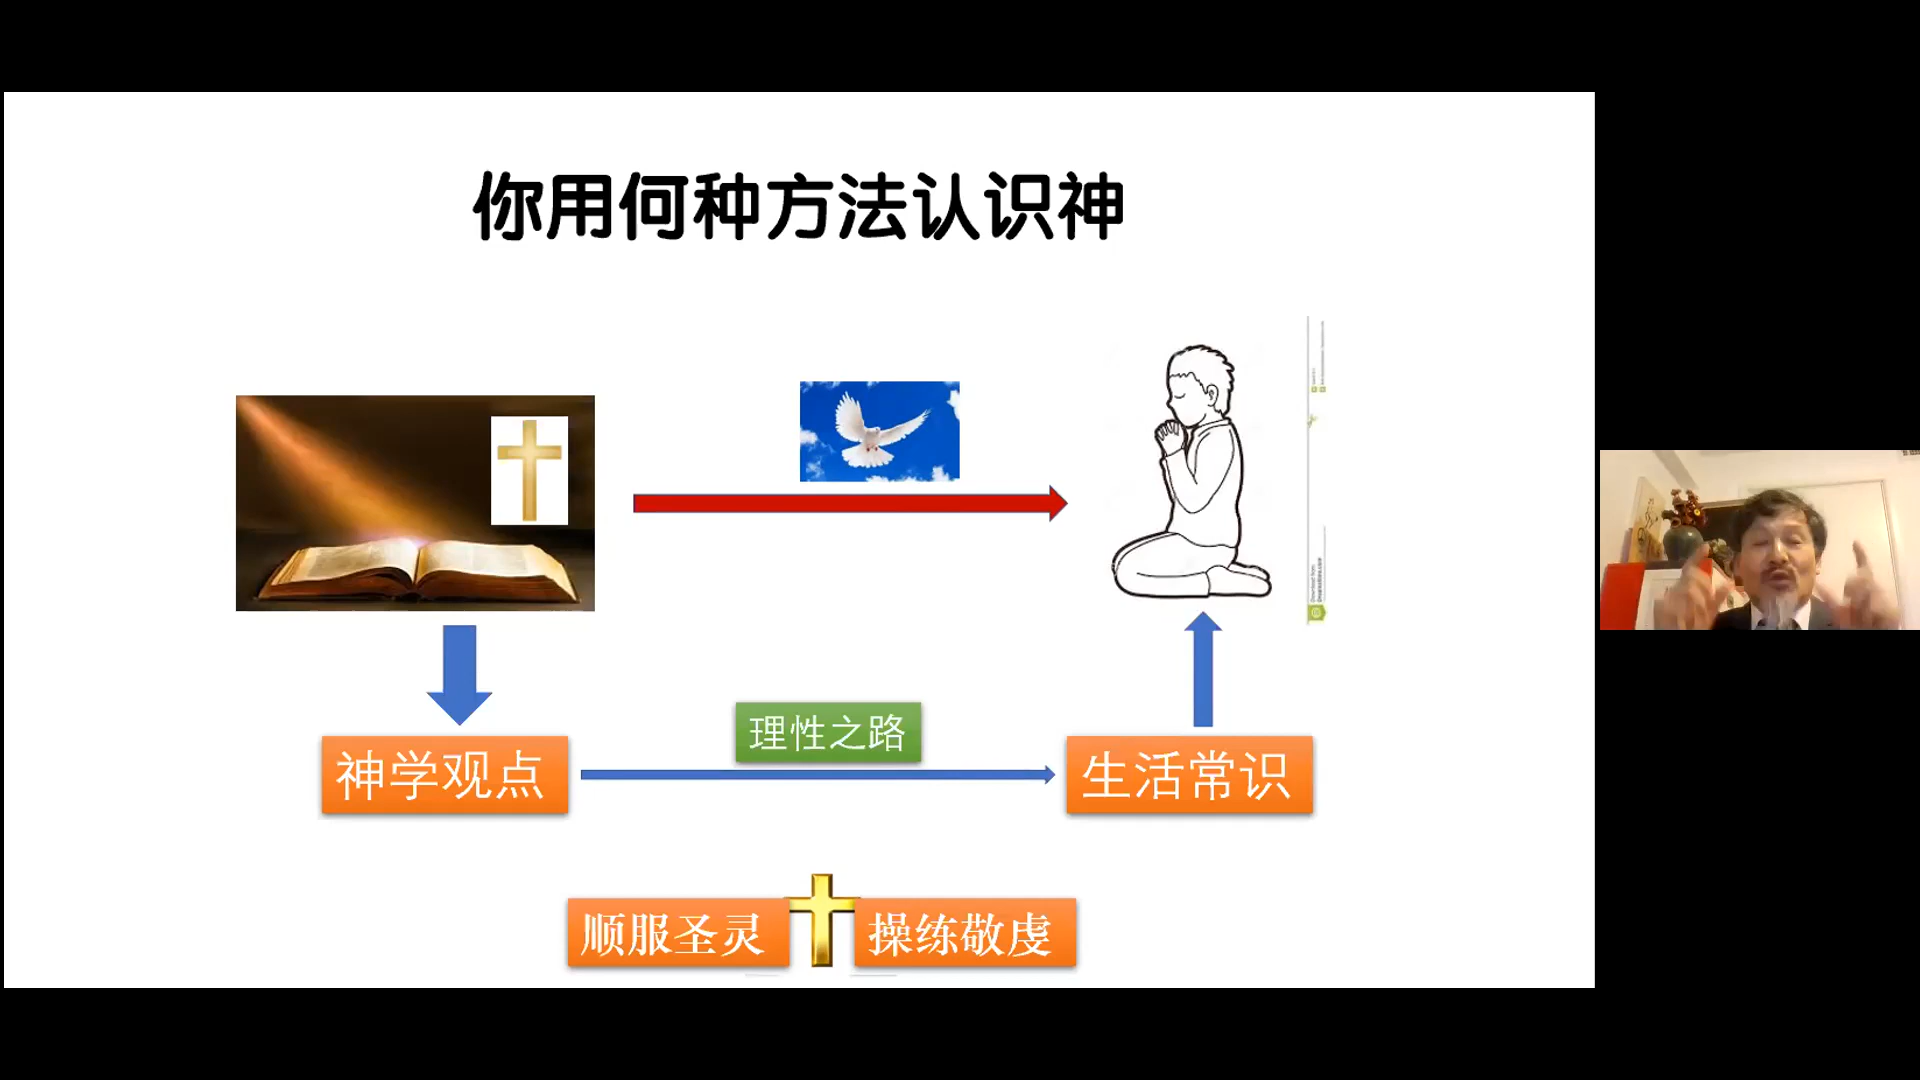 你用何种方法认识神
理性之路
神学观点
生活常识
顺服圣灵
操练敬虔